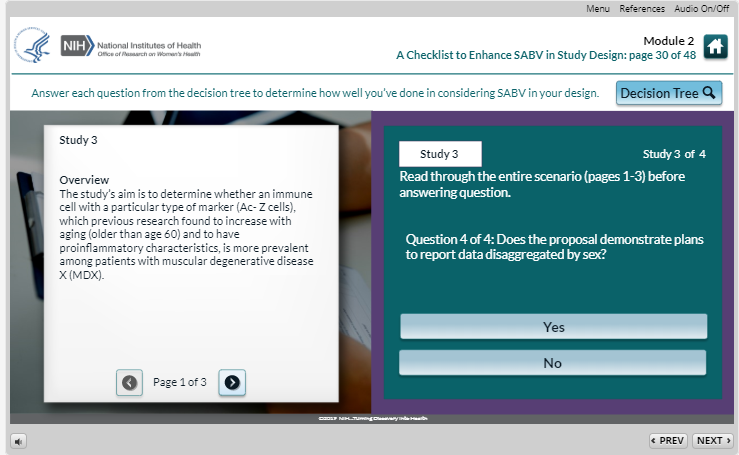 Menu References Audio On/Off
NIH National Institutes of Health
Office of Research on Women's Health
Module 2
A Checklist to Enhance SABV in Study Design: page 30 of 48
Answer each question from the decision tree to determine how well you've done in considering SABV in your design.
Decision Tree
Study 3
Overview
The study's aim is to determine whether an immune
cell with a particular type of marker (Ac- Z cells),
which previous research found to increase with
aging (older than age 60) and to have
proinflammatory characteristics, is more prevalent
among patients with muscular degenerative disease
X (MDX).
Page 1 of 3
Study 3
Study 3 of 4
Read through the entire scenario (pages 1-3) before
answering question.
Question 4 of 4: Does the proposal demonstrate plans
to report data disaggregated by sex?
Yes
No
NIH...Turning Discovery Into Health
PREV
NEXT